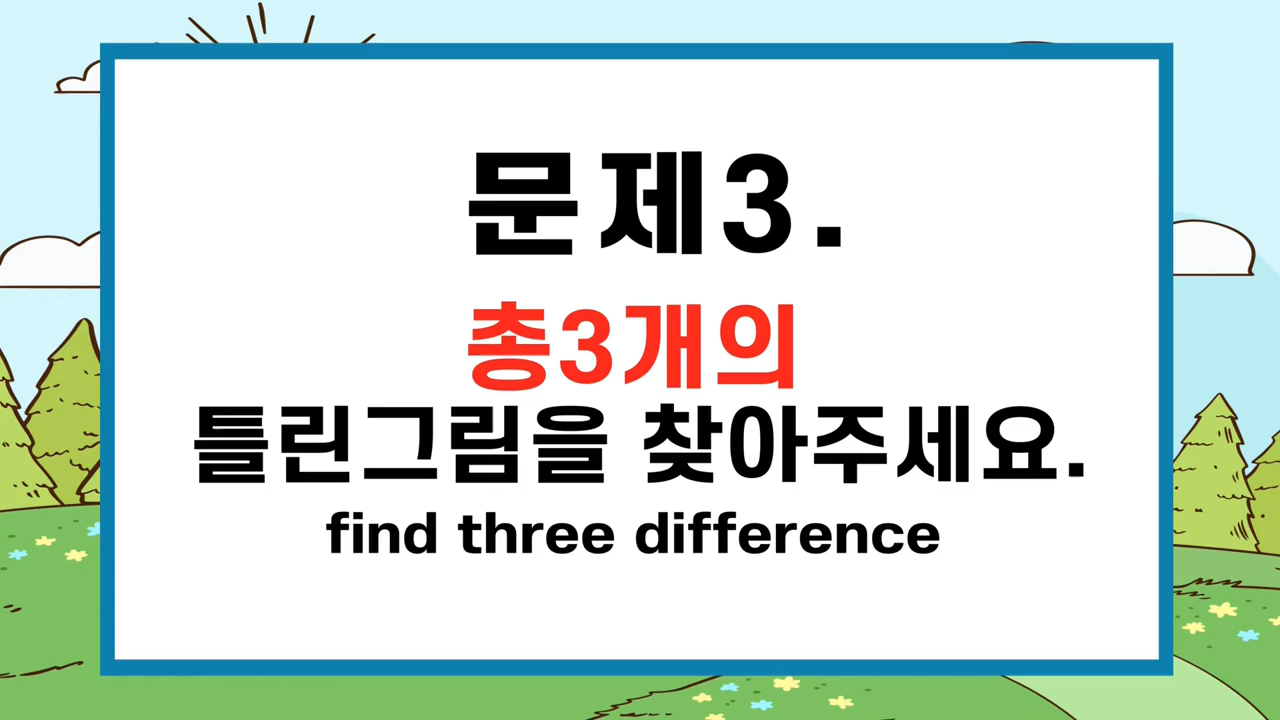 문제3.
총3개의
틀린그림을 찾아주세요.
find three difference